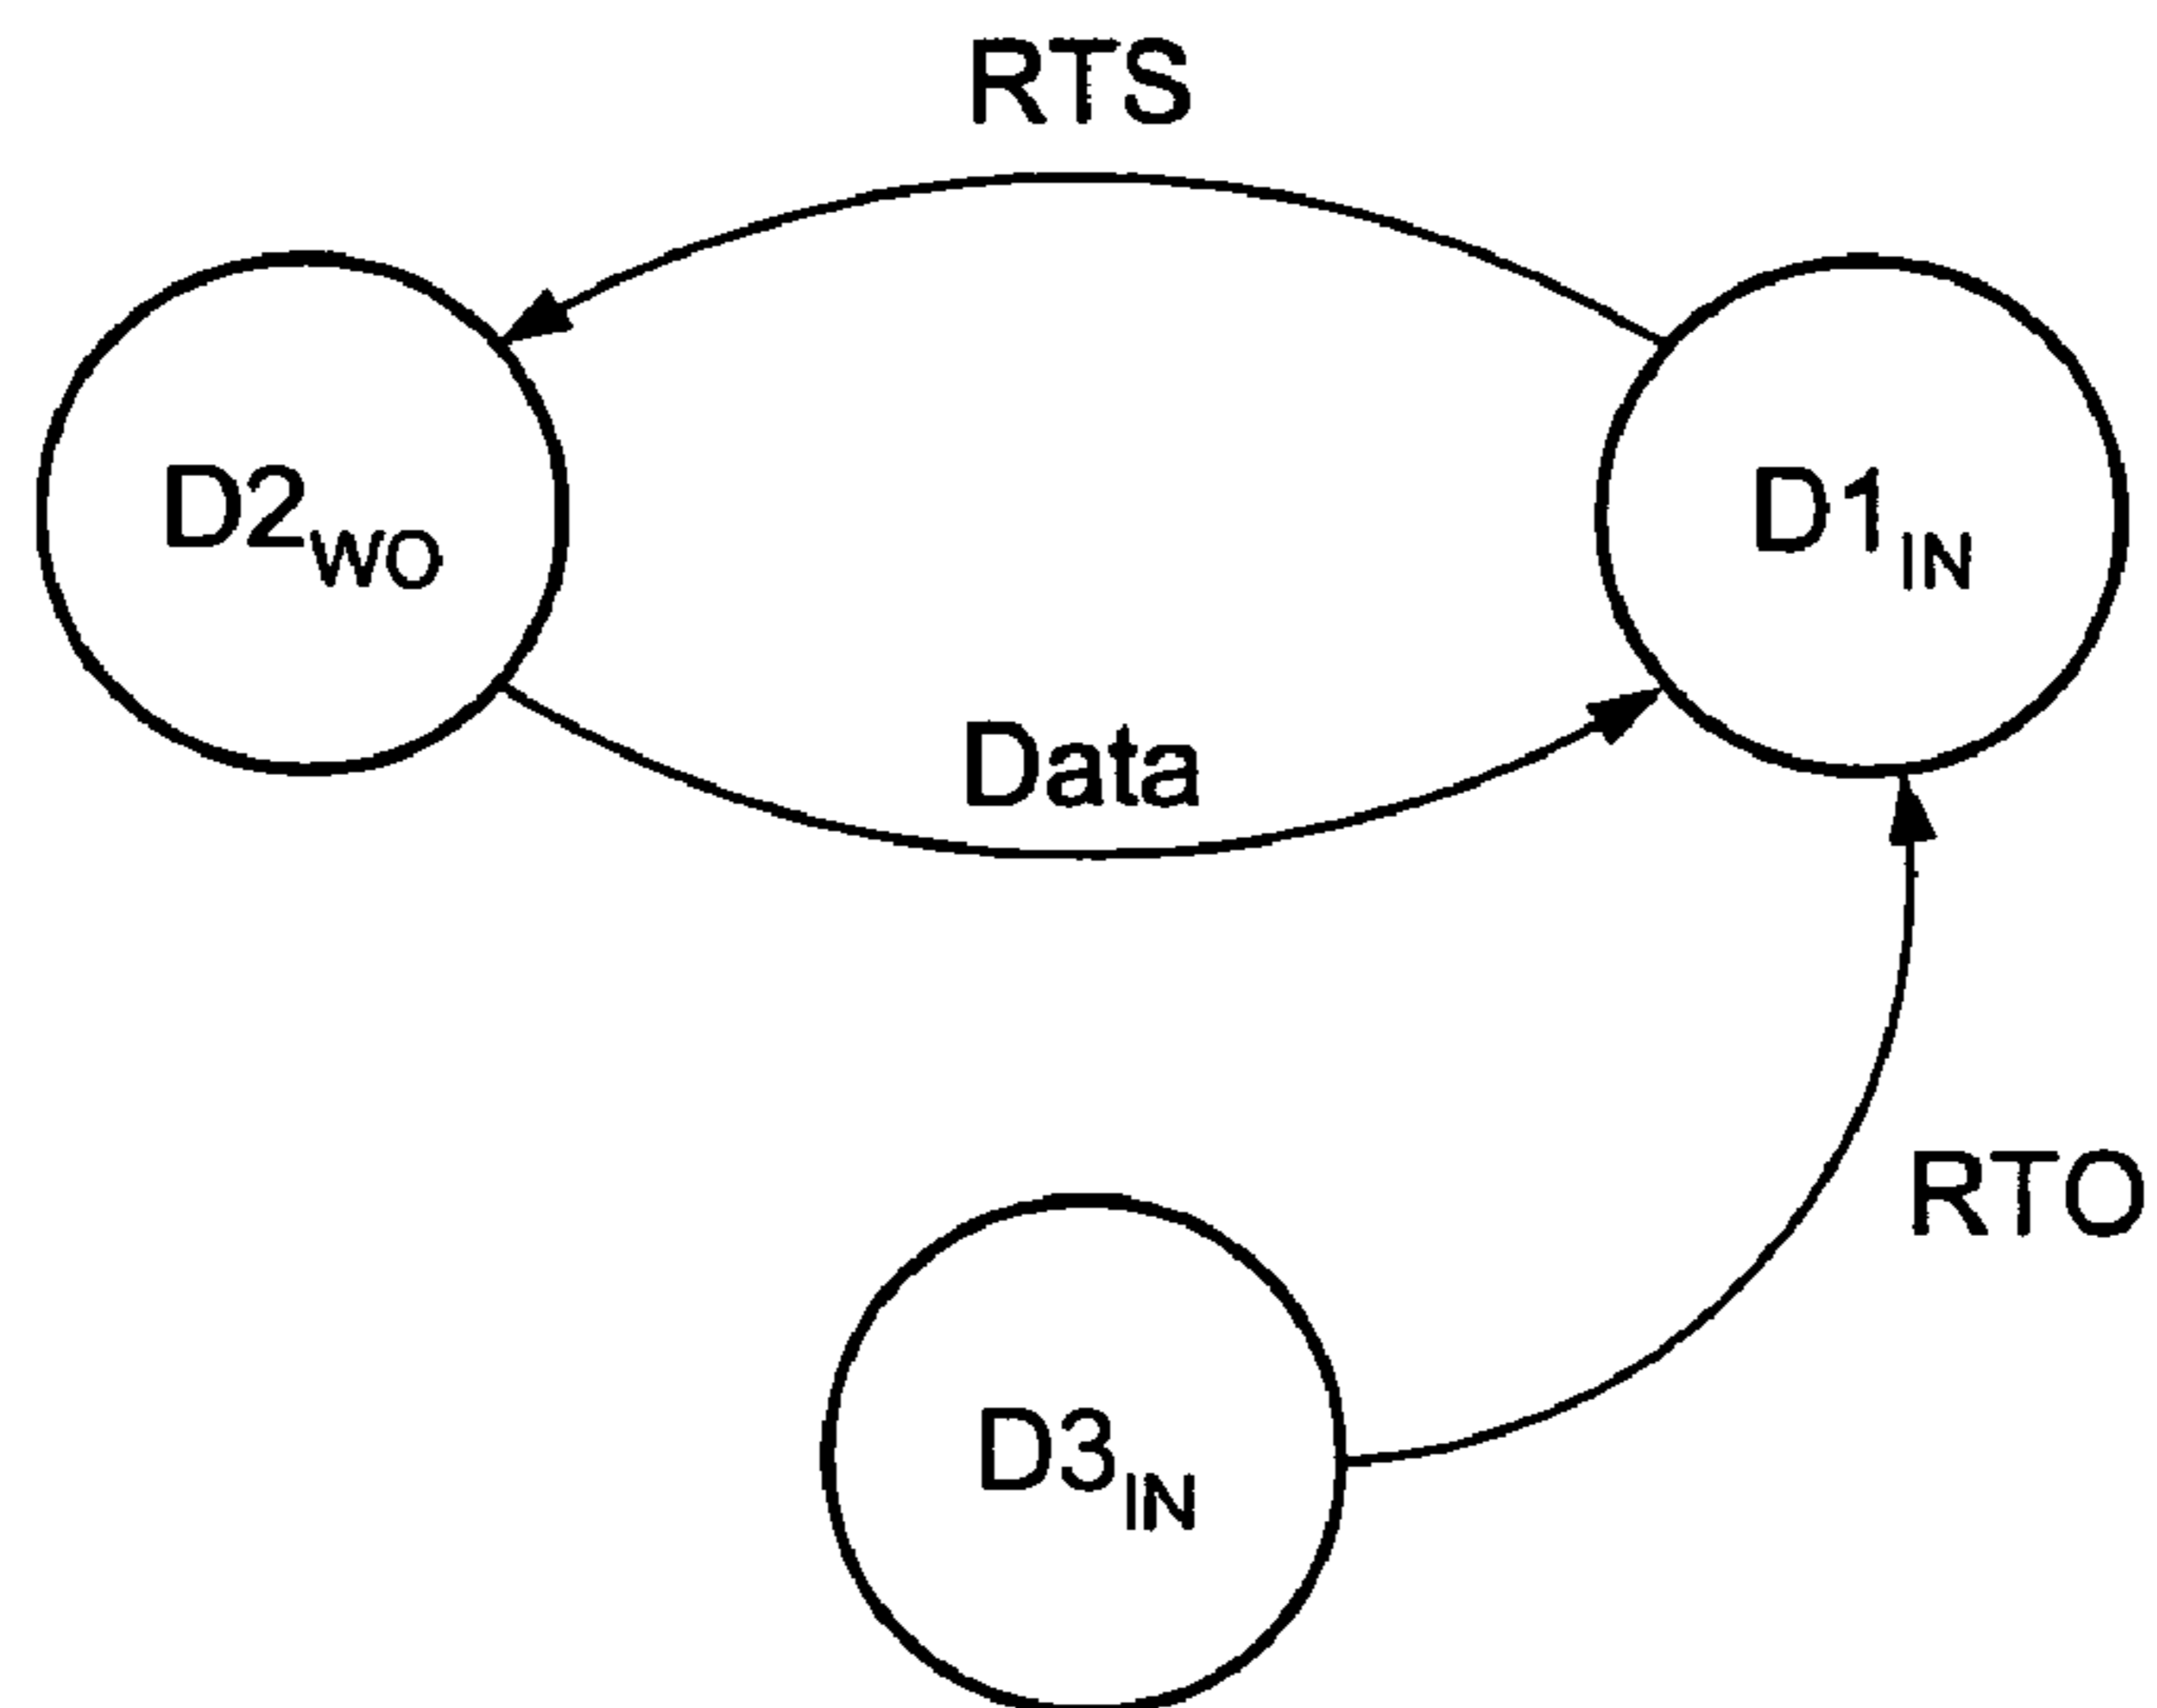 RTS
D2WO
D1IN
Data
RTO
D3IN